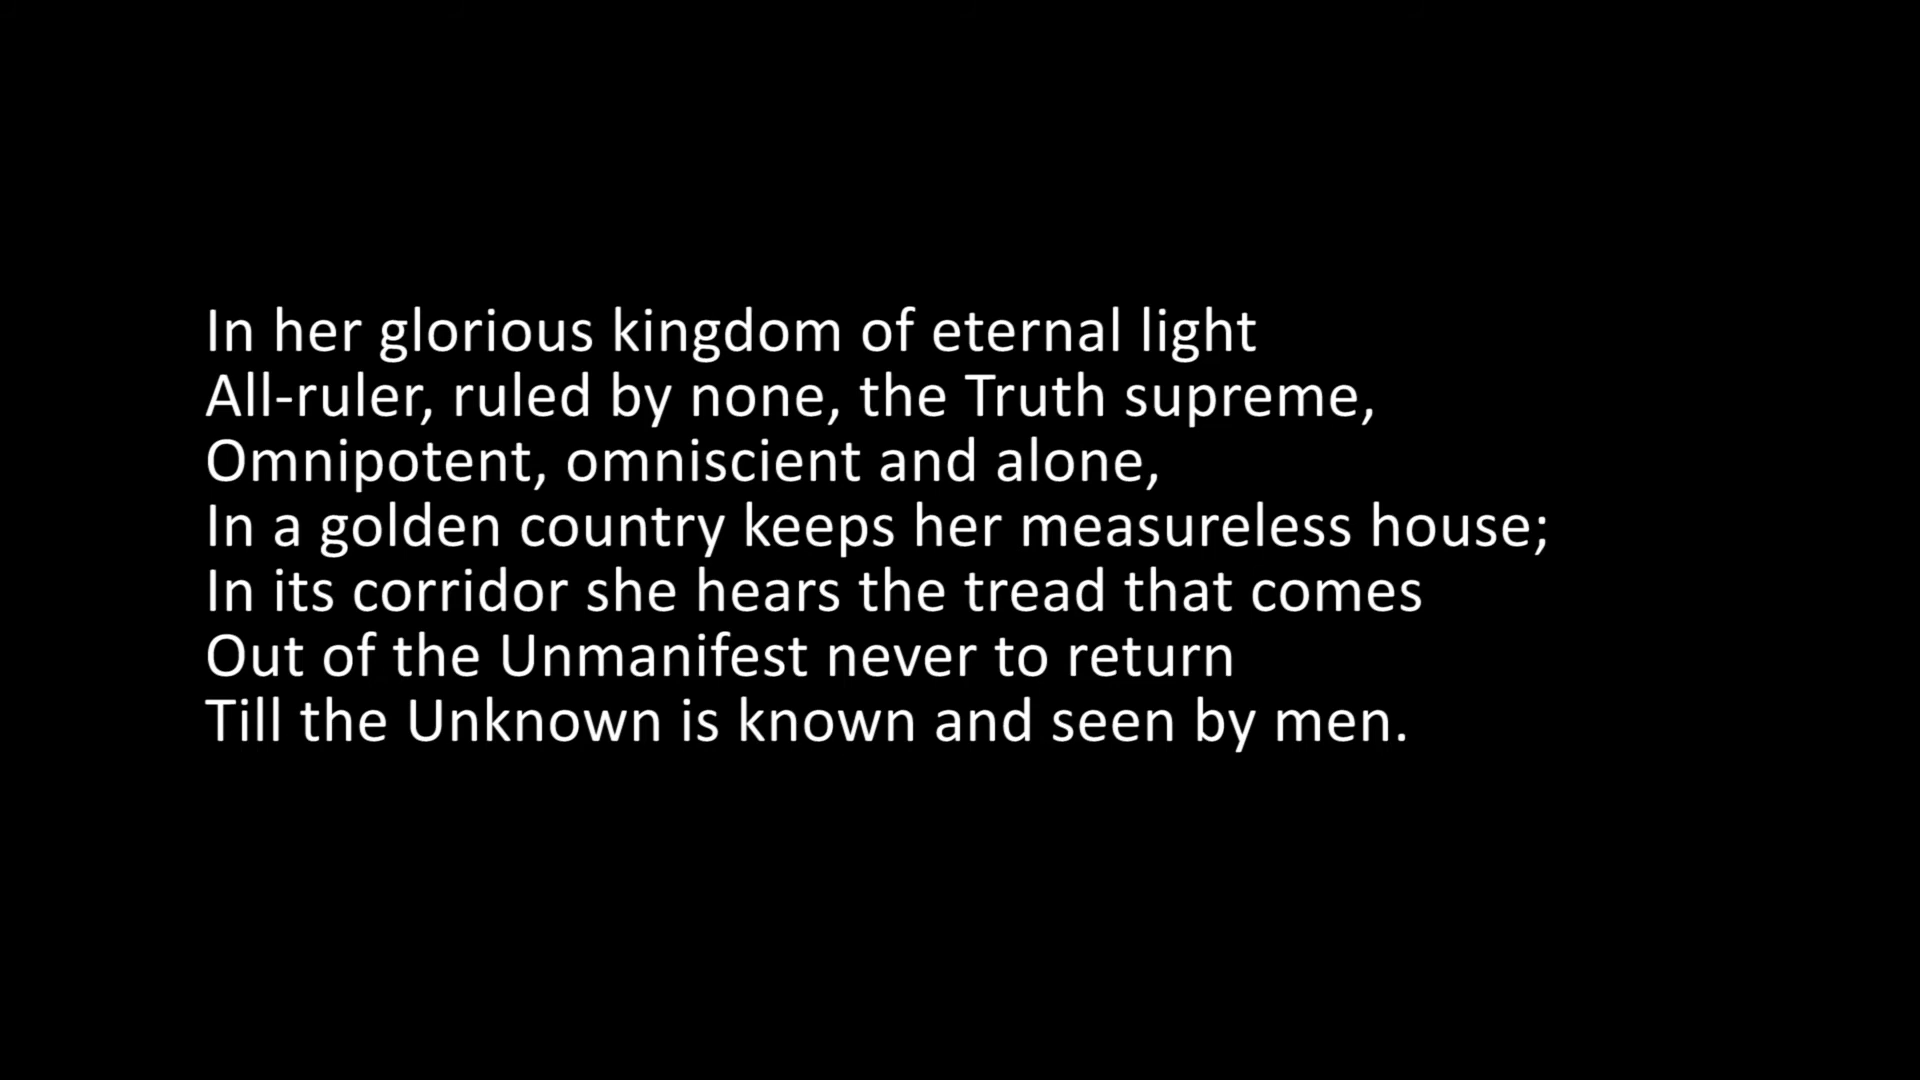 In her glorious kingdom of eternal light
All-ruler, ruled by none, the Truth supreme,
Omnipotent, omniscient and alone,
In a golden country keeps her measureless house;
In its corridor she hears the tread that comes
Out of the Unmanifest never to return
Till the Unknown is known and seen by men.